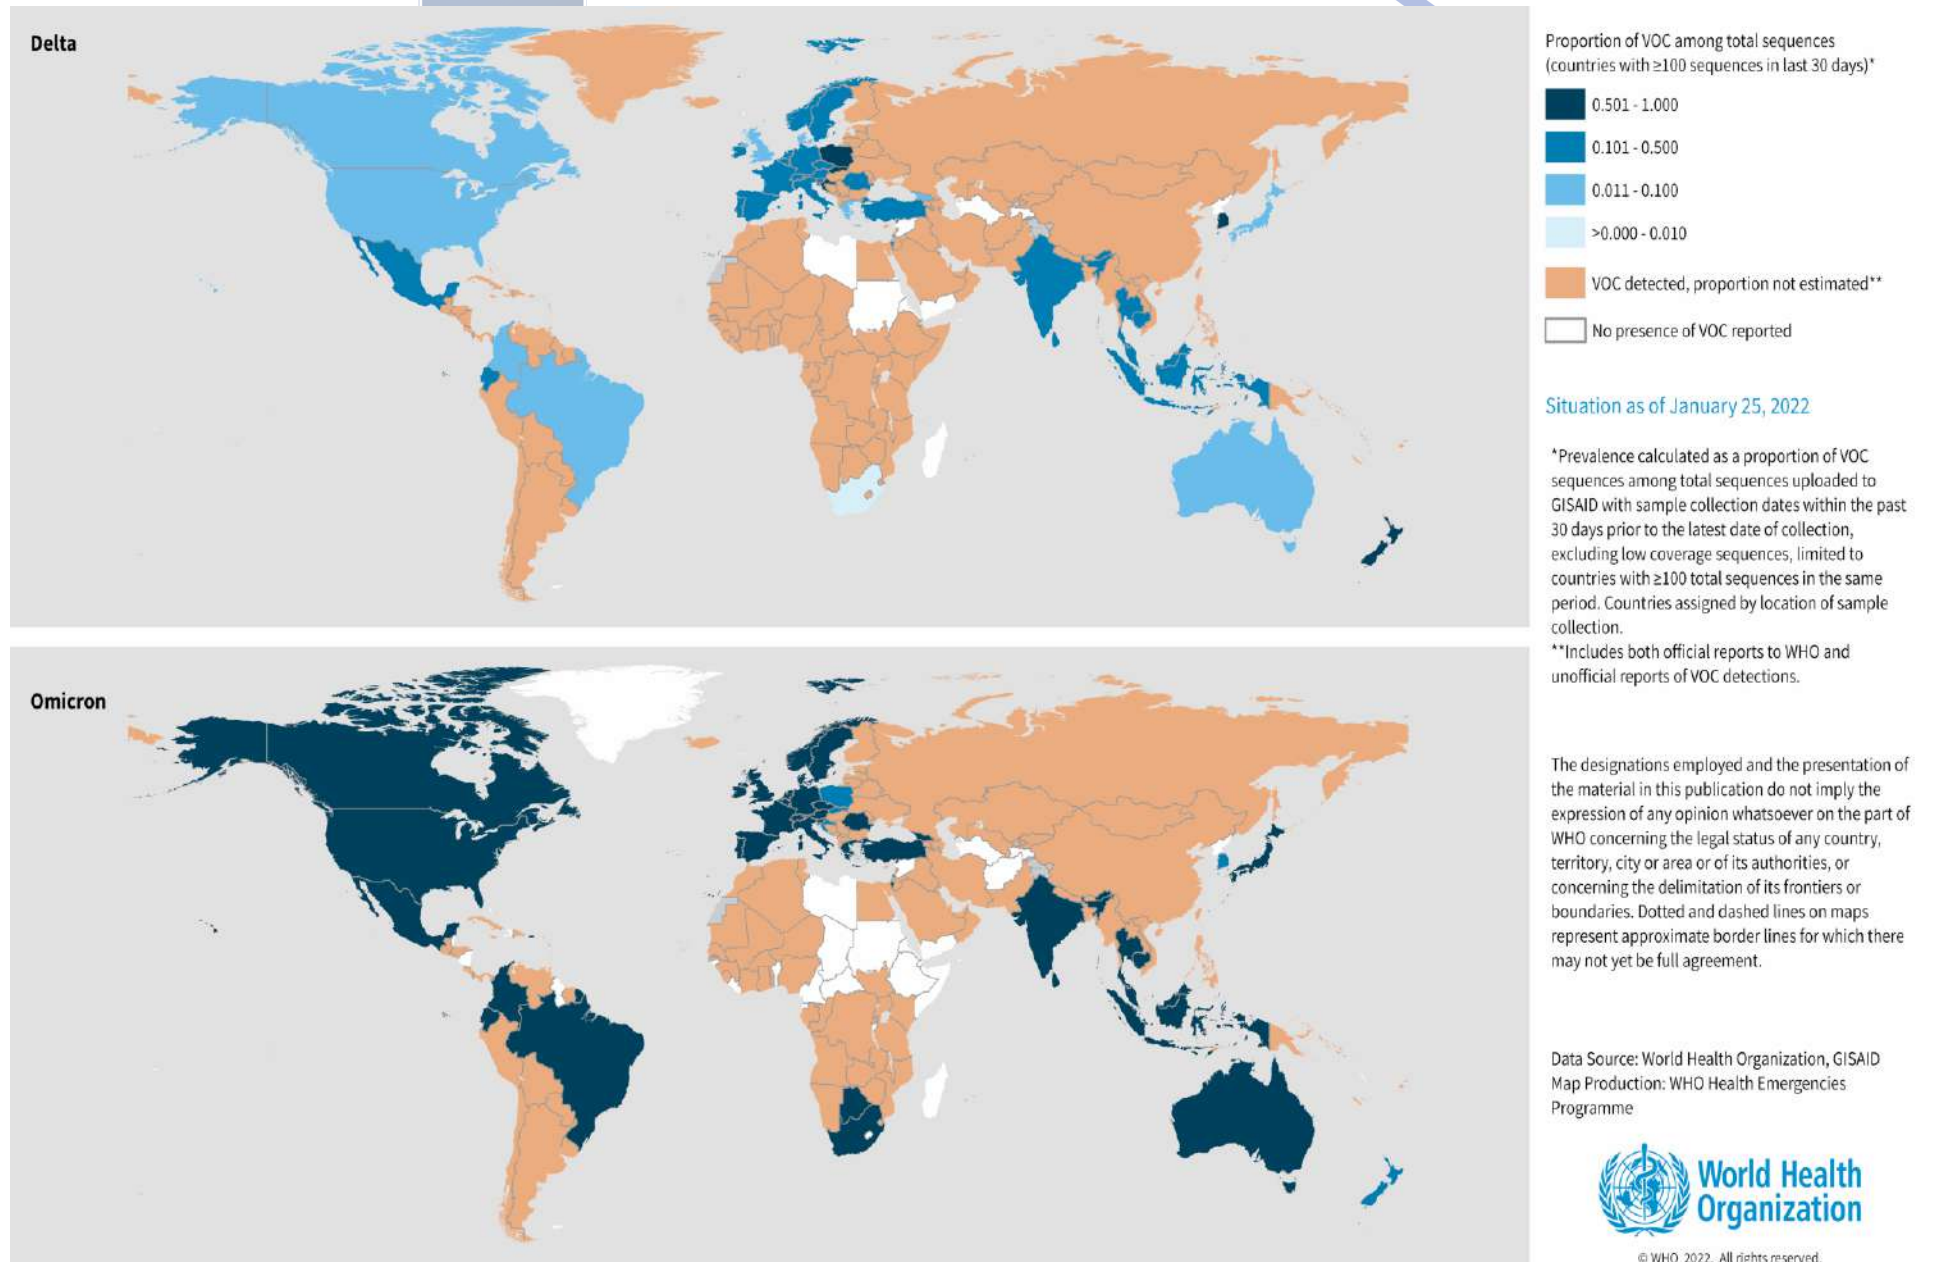 Delta
Proportion of VOC among total sequences
(countries with ≥100 sequences in last 30 days)*
0.501 - 1.000
0.101 - 0.500
0.011 - 0.100
>0.000 - 0.010
VOC detected, proportion not estimated**
No presence of VOC reported
Situation as of January 25, 2022
*Prevalence calculated as a proportion of VOC
sequences among total sequences uploaded to
GISAID with sample collection dates within the past
30 days prior to the latest date of collection,
excluding low coverage sequences, limited to
countries with ≥100 total sequences in the same
period. Countries assigned by location of sample
collection.
**Includes both official reports to WHO and
unofficial reports of VOC detections.
Omicron
The designations employed and the presentation of
the material in this publication do not imply the
expression of any opinion whatsoever on the part of
WHO concerning the legal status of any country,
territory, city or area or of its authorities, or
concerning the delimitation of its frontiers or
boundaries. Dotted and dashed lines on maps
represent approximate border lines for which there
may not yet be full agreement.
Data Source: World Health Organization, GISAID
Map Production: WHO Health Emergencies
Programme
World Health
Organization
© WHO 2022. All rights reserved.